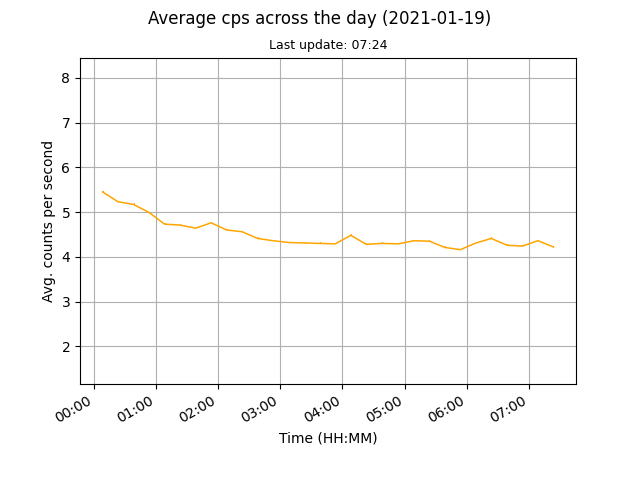 Average cps across the day (2021-01-19)
Last update: 07:24
8
7
6
5
4
3
2
Avg. counts per second
00:00 01:00 02:00 03:00 04:00 05:00 06:00 07:00
Time (HH:MM)